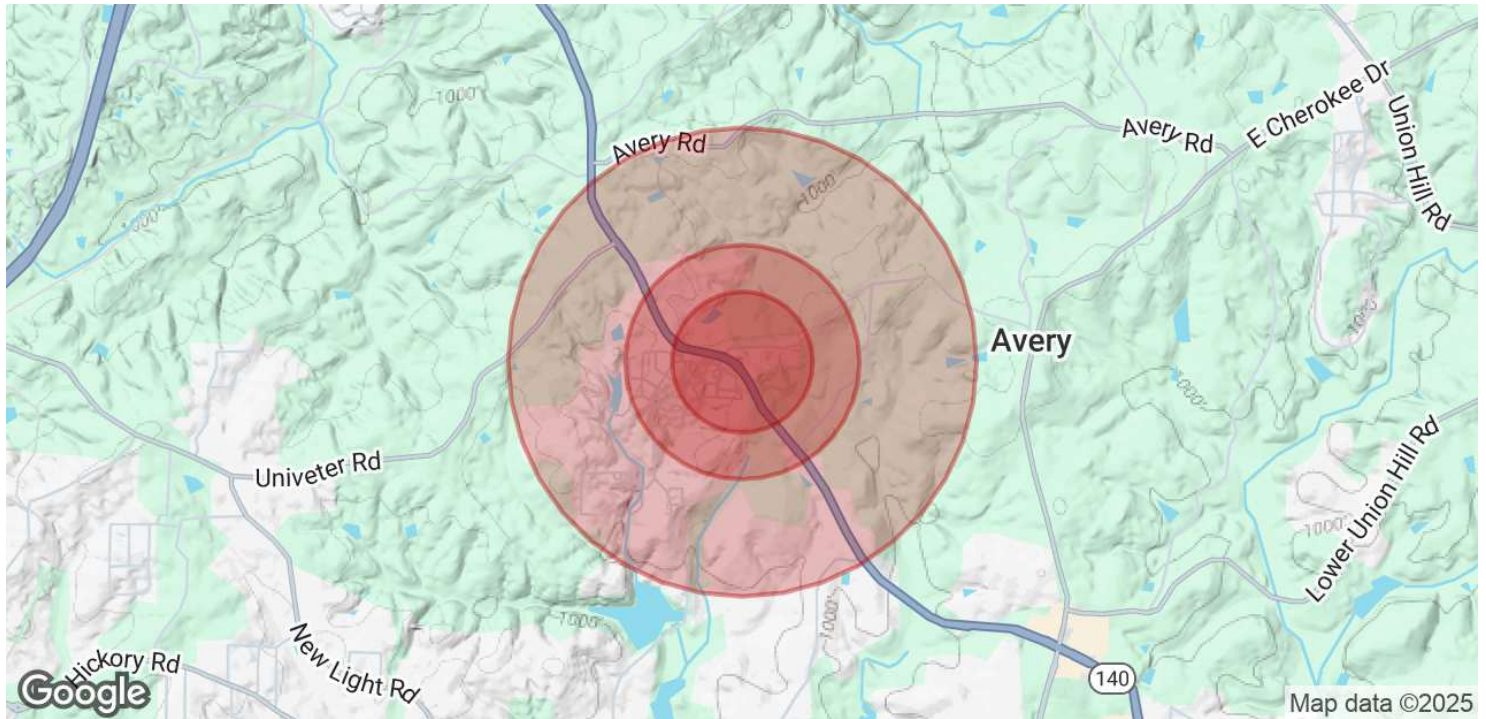 1000'
Avery Rd
Avery Rd
E Cherokee Dr
Union Hill Rd
1000'
1000'
1000'
Avery
1000'
Univeter Rd
Lower Union Hill Rd
1000'
1000'
1000'
New Light Rd
Hickory Rd
140
Google
Map data ©2025